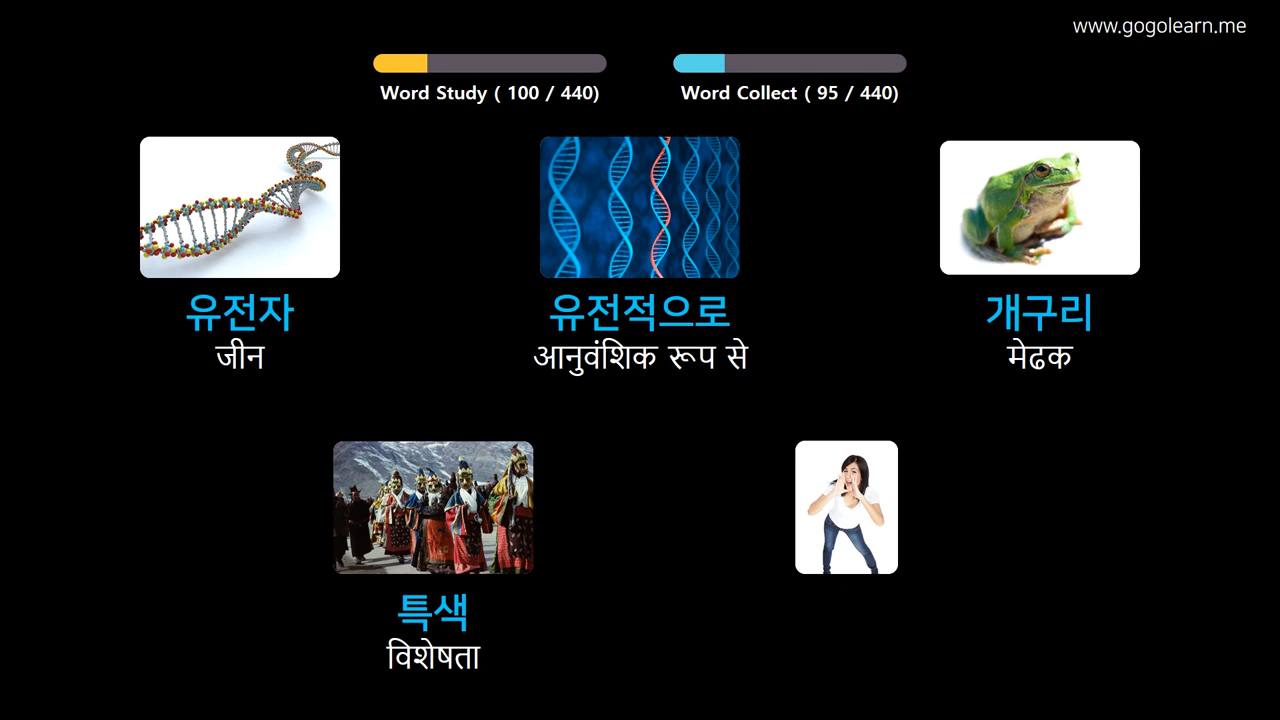 www.gogolearn.me
Word Study ( 100 / 440)
Word Collect ( 95 / 440)
유전자
जीन
유전적으로
आनुवंशिक रूप से
개구리
मेढक
특색
विशेषता